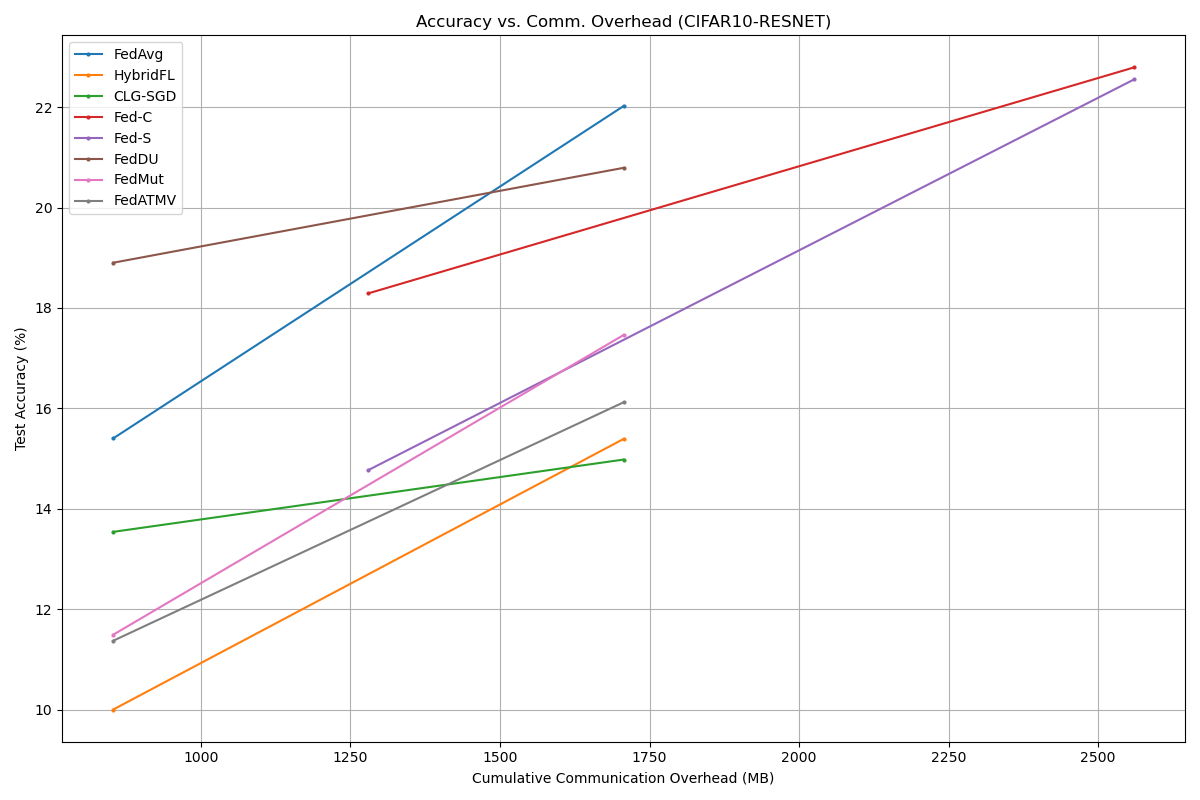 Accuracy vs. Comm. Overhead (CIFAR10-RESNET)
FedAvg
HybridFL
CLG-SGD
Fed-C
Fed-S
FedDU
FedMut
FedATMV
Test Accuracy (%)
22
20
18
16
14
12
10
1000 1250 1500 1750 2000 2250 2500
Cumulative Communication Overhead (MB)